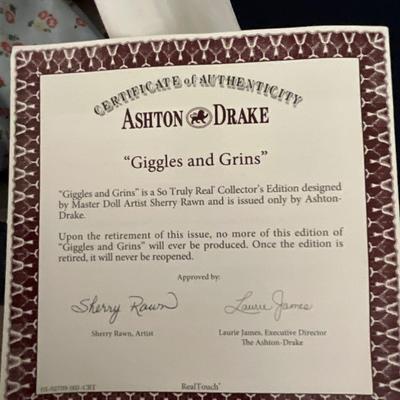 CERTIFICATE of AUTHENTICITY
ASHTON DRAKE
“Giggles and Grins”
“Giggles and Grins” is a So Truly Real® Collector's Edition designed
by Master Doll Artist Sherry Rawn and is issued only by Ashton-
Drake.
Upon the retirement of this issue, no more of this edition of
“Giggles and Grins” will ever be produced. Once the edition is
retired, it will never be reopened.
Approved by:
Sherry Rawn Laurie James
Sherry Rawn, Artist Laurie James, Executive Director
The Ashton-Drake
RealTouch®